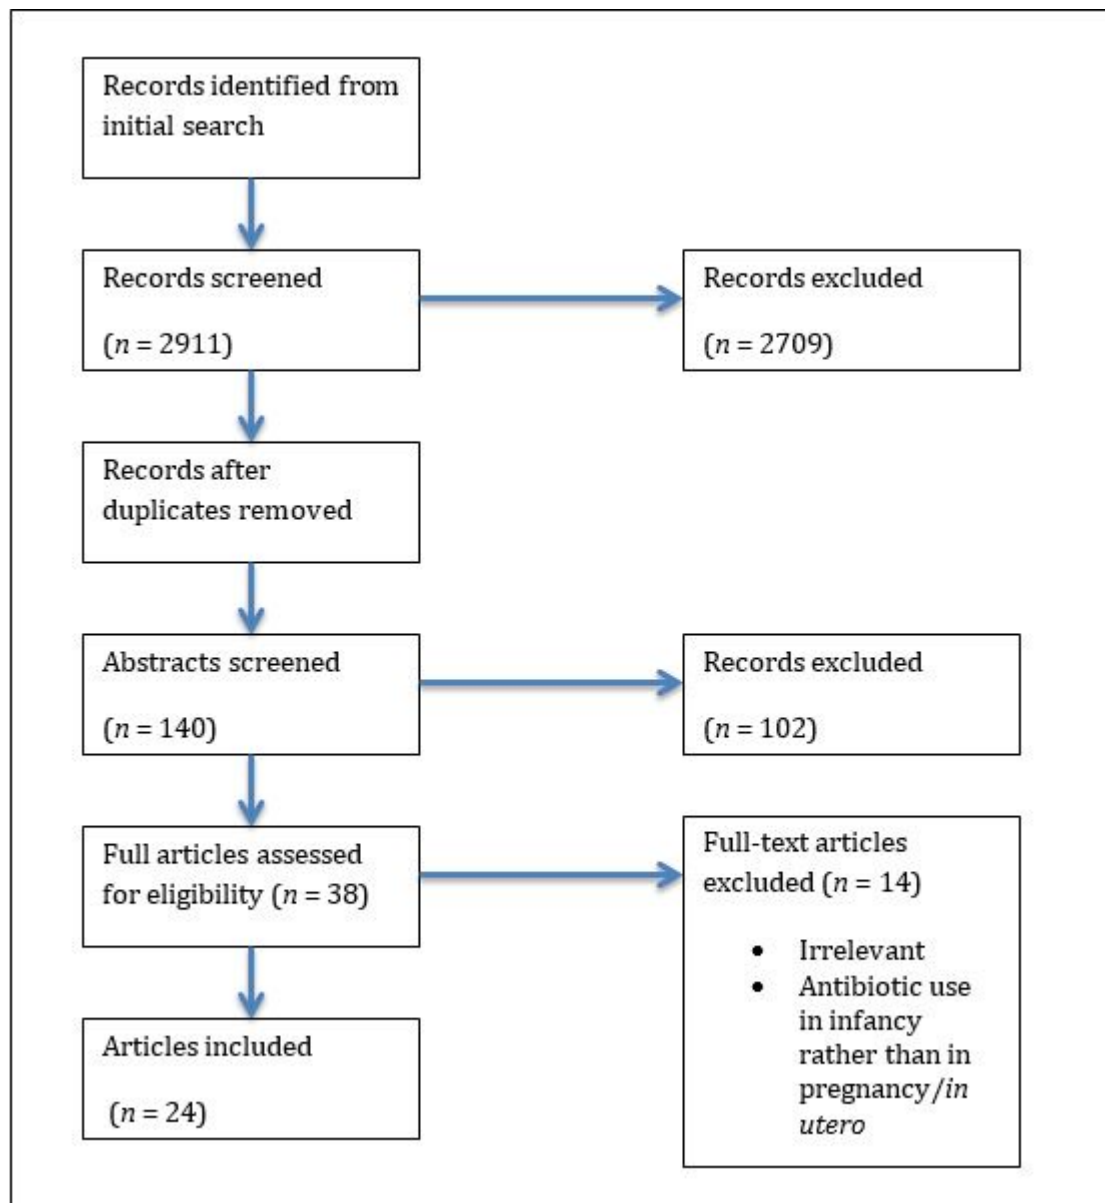 Records identified from
initial search
Records screened
(n = 2911)
Records excluded
(n = 2709)
Records after
duplicates removed
Abstracts screened
(n = 140)
Records excluded
(n = 102)
Full articles assessed
for eligibility (n = 38)
Full-text articles
excluded (n = 14)
• Irrelevant
• Antibiotic use
in infancy
rather than in
pregnancy/in
utero
Articles included
(n = 24)